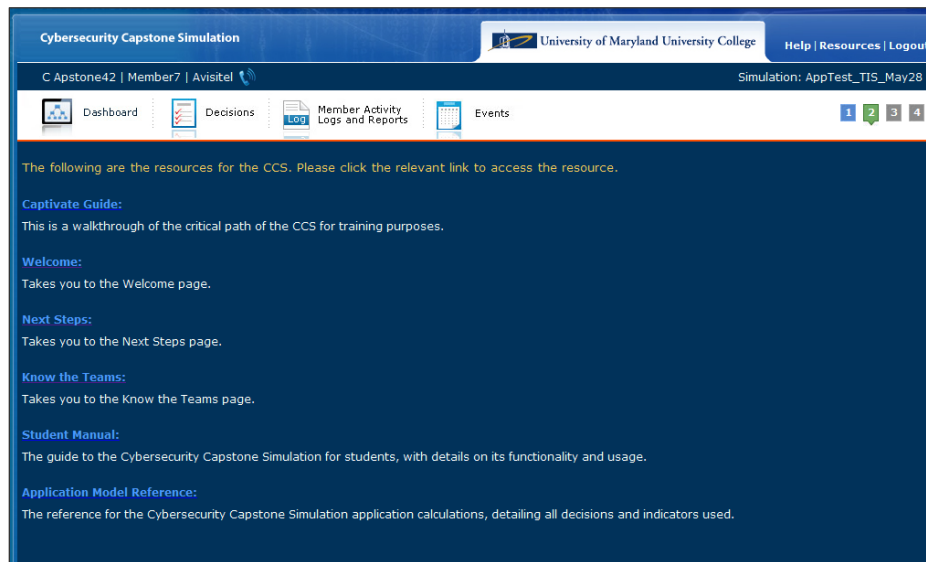 Cybersecurity Capstone Simulation
University of Maryland University College
Help | Resources | Logout
C Apstone42 | Member7 | Avisitel
Simulation: AppTest_TIS_May28
Dashboard
Decisions
Log
Member Activity
Logs and Reports
Events
1 2 3 4
The following are the resources for the CCS. Please click the relevant link to access the resource.
Captivate Guide:
This is a walkthrough of the critical path of the CCS for training purposes.
Welcome:
Takes you to the Welcome page.
Next Steps:
Takes you to the Next Steps page.
Know the Teams:
Takes you to the Know the Teams page.
Student Manual:
The guide to the Cybersecurity Capstone Simulation for students, with details on its functionality and usage.
Application Model Reference:
The reference for the Cybersecurity Capstone Simulation application calculations, detailing all decisions and indicators used.